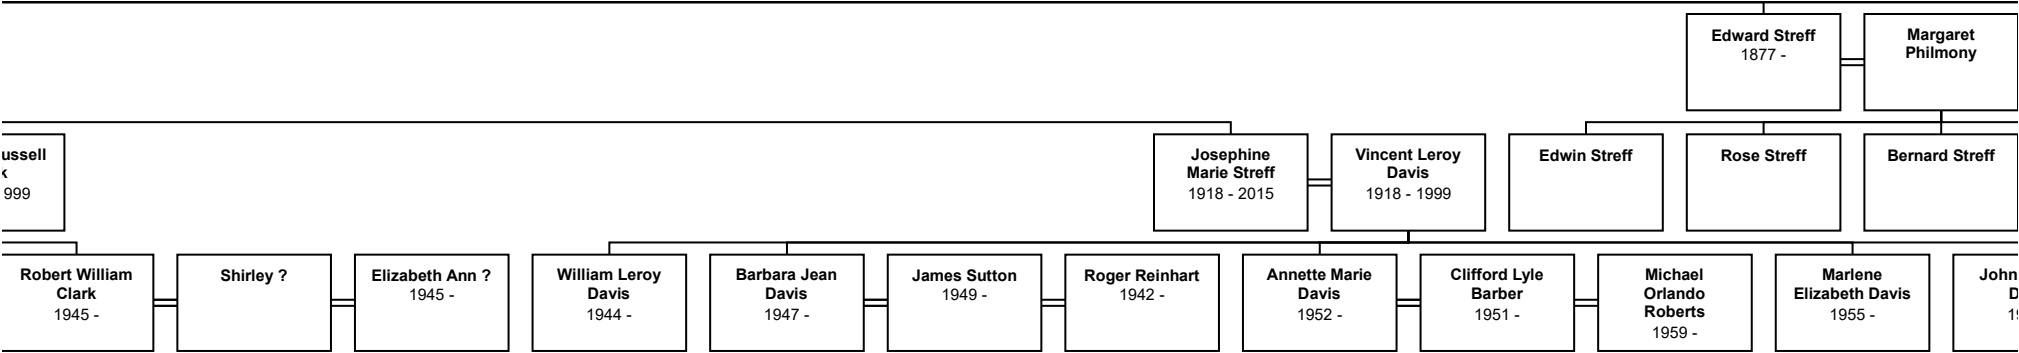 Edward Streff
1877 -
Margaret
Philmony
ussell
k
999
Josephine
Marie Streff
1918 - 2015
Vincent Leroy
Davis
1918 - 1999
Edwin Streff
Rose Streff
Bernard Streff
Robert William
Clark
1945 -
Shirley ?
Elizabeth Ann ?
1945 -
William Leroy
Davis
1944 -
Barbara Jean
Davis
1947 -
James Sutton
1949 -
Roger Reinhart
1942 -
Annette Marie
Davis
1952 -
Clifford Lyle
Barber
1951 -
Michael
Orlando
Roberts
1959 -
Marlene
Elizabeth Davis
1955 -
John
D
19